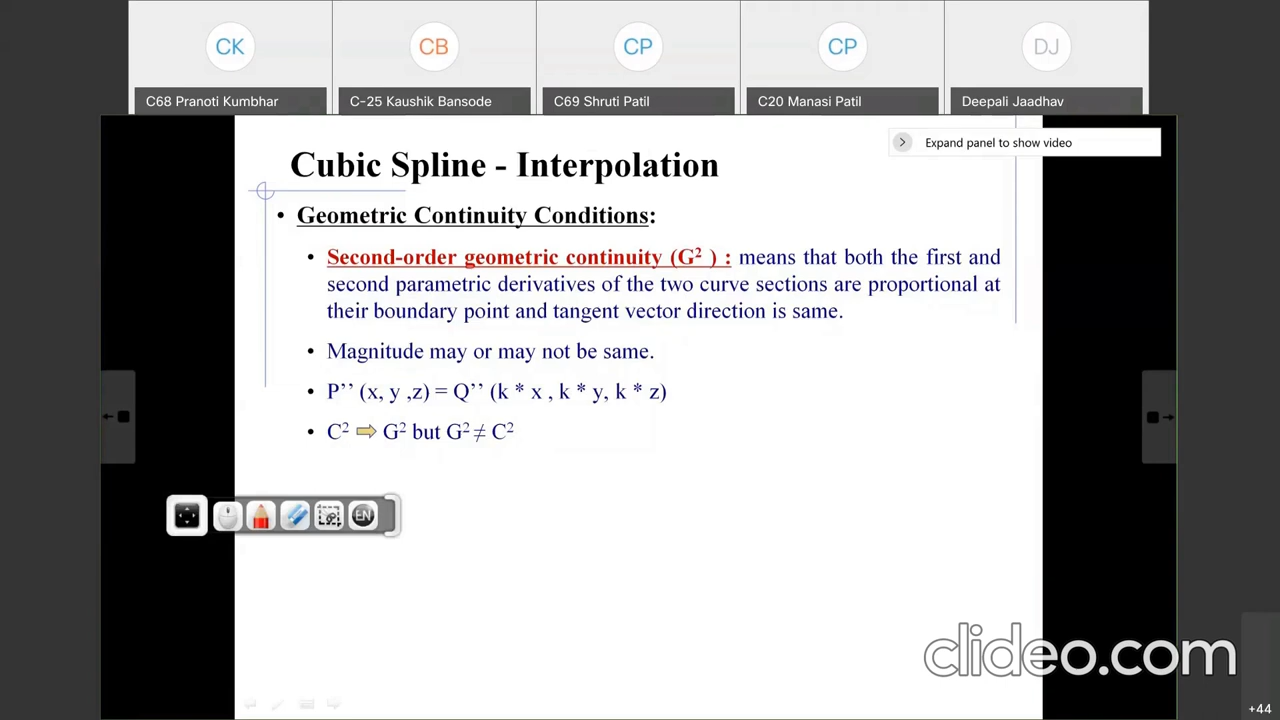 CK
CB
CP
CP
DJ
C68 Pranoti Kumbhar
C-25 Kaushik Bansode
C69 Shruti Patil
C20 Manasi Patil
Deepali Jaadhav
Expand panel to show video
Cubic Spline - Interpolation
• Geometric Continuity Conditions:
• Second-order geometric continuity (G² ) : means that both the first and
second parametric derivatives of the two curve sections are proportional at
their boundary point and tangent vector direction is same.
• Magnitude may or may not be same.
• P’’ (x, y ,z) = Q’’ (k * x , k * y, k * z)
• C² ⇨ G² but G² ≠ C²
EN
clideo.com
+44